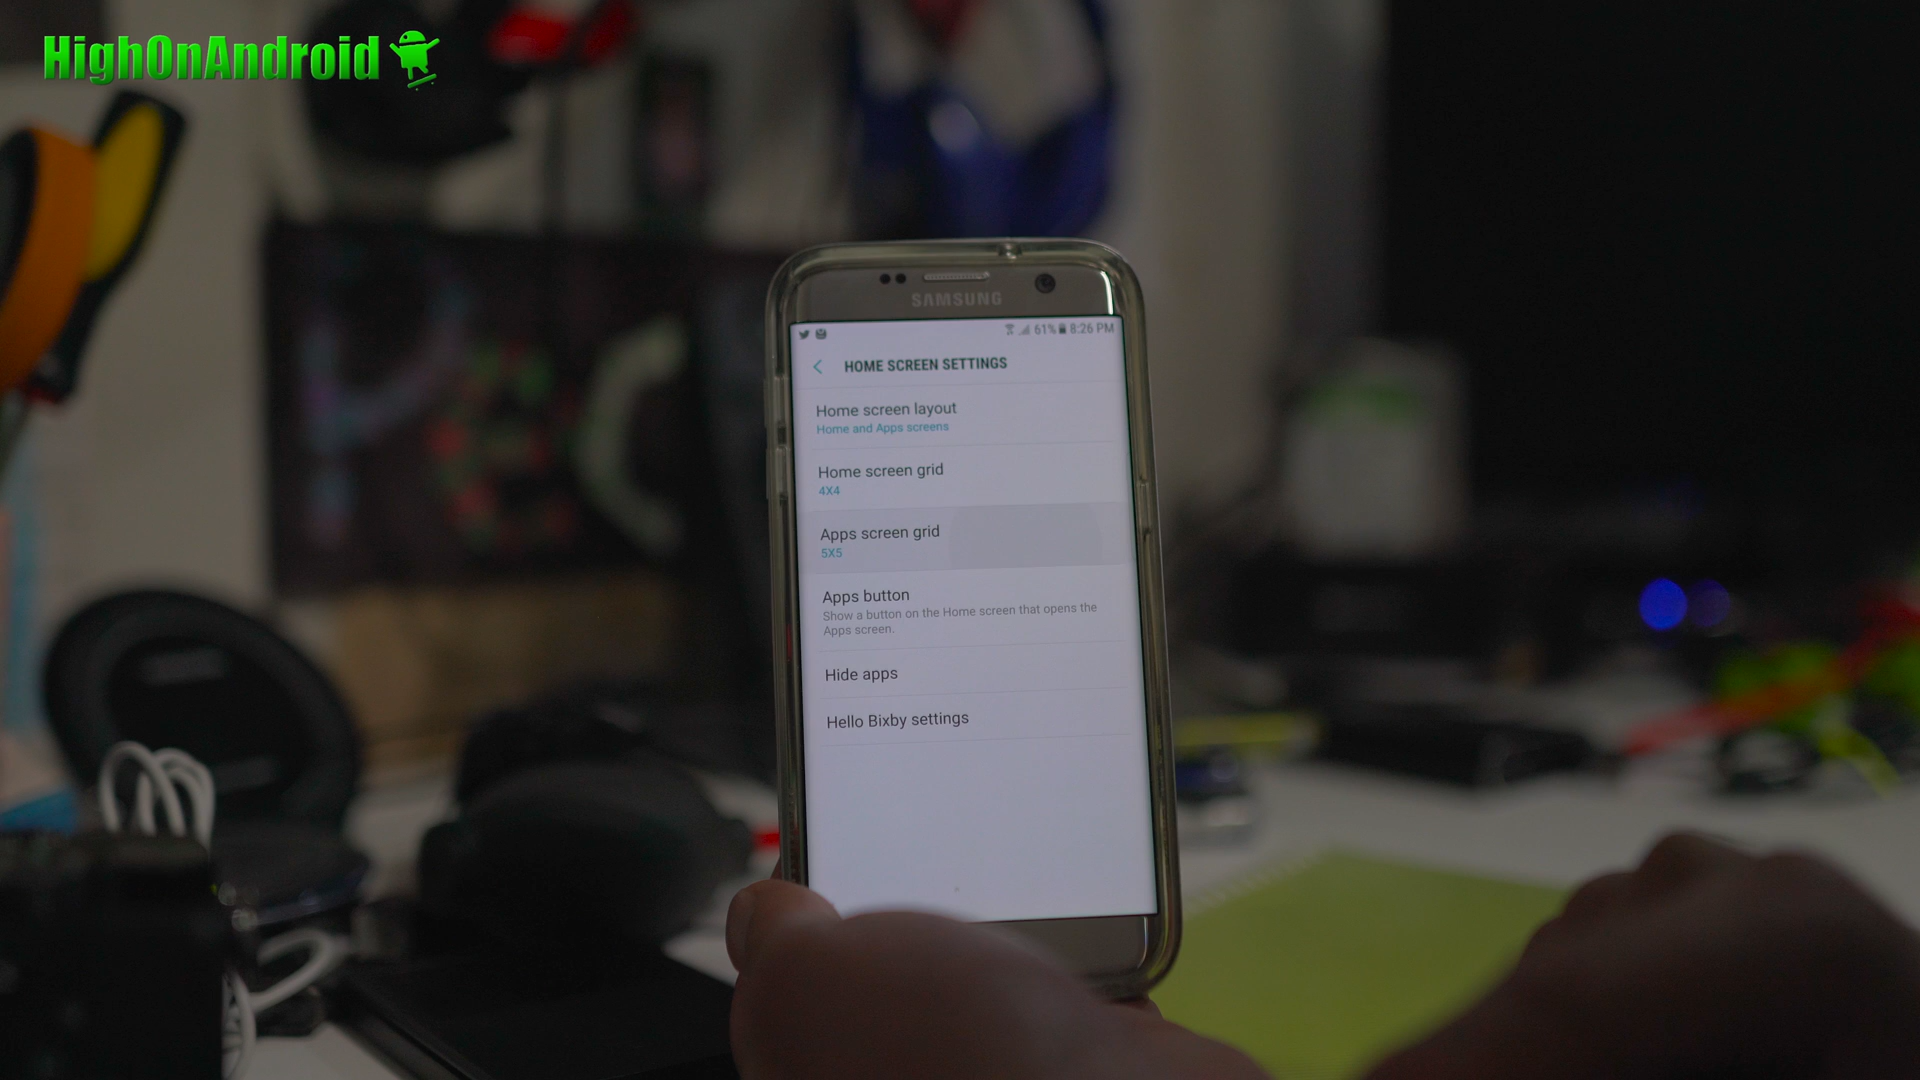 HighOnAndroid
SAMSUNG
61% 8:26 PM
HOME SCREEN SETTINGS
Home screen layout
Home and Apps screens
Home screen grid
4X4
Apps screen grid
5X5
Apps button
Show a button on the Home screen that opens the
Apps screen.
Hide apps
Hello Bixby settings